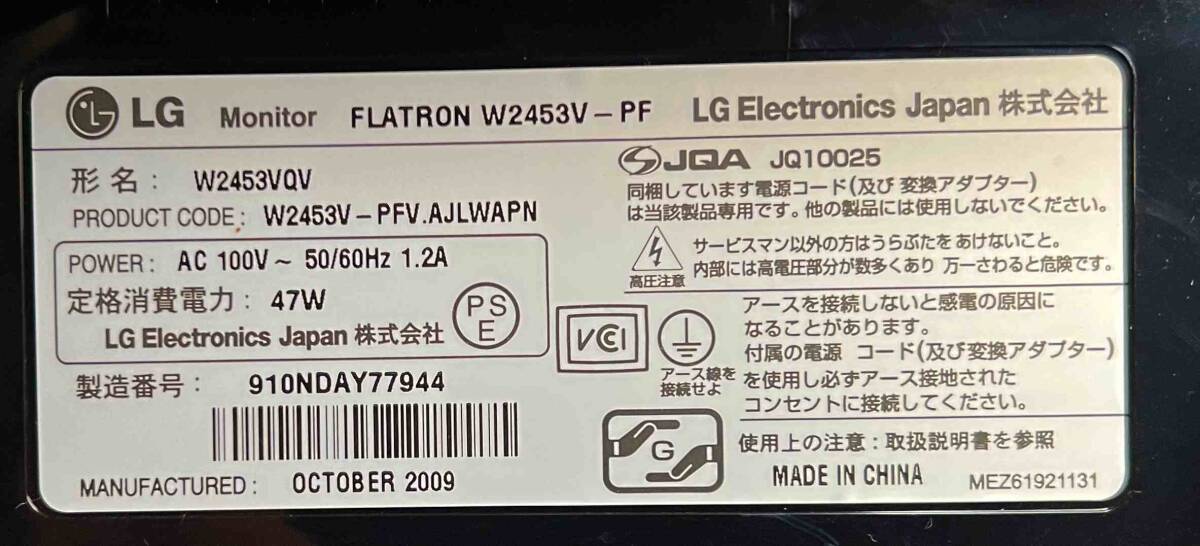 LG Monitor FLATRON W2453V-PF LG Electronics Japan 株式会社
形名: W2453VQV
PRODUCT CODE: W2453V-PFV.AJLWAPN
POWER: AC 100V ~ 50/60Hz 1.2A
定格消費電力: 47W
LG Electronics Japan 株式会社
PS
E
製造番号: 910NDAY77944
MANUFACTURED: OCTOBER 2009
JQA JQ10025
同梱しています電源コード(及び 変換アダプター)
は当該製品専用です。他の製品には使用しないでください。
高圧注意
サービスマン以外の方はうらぶたをあけないこと。
内部には高電圧部分が数多くあり 万一さわると危険です。
VCCI
アース線を
接続せよ
アースを接続しないと感電の原因に
なることがあります。
付属の電源 コード(及び変換アダプター)
を使用し必ずアース接地された
コンセントに接続してください。
G
使用上の注意:取扱説明書を参照
MADE IN CHINA MEZ61921131